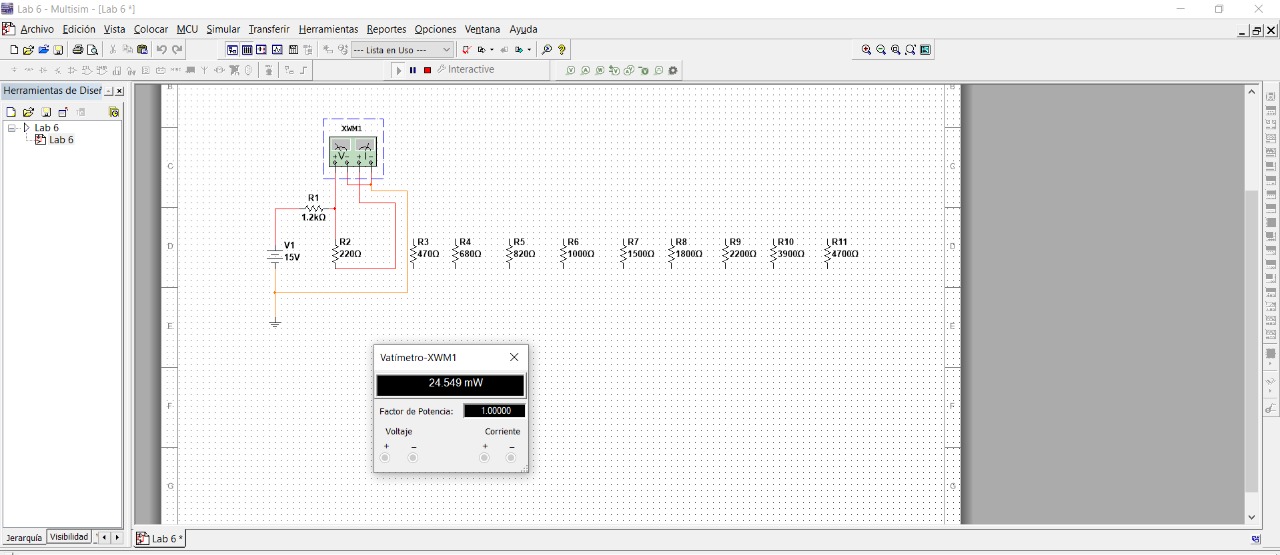 Lab 6 - Multisim - [Lab 6 *]
Archivo Edición Vista Colocar MCU Simular Transferir Herramientas Reportes Opciones Ventana Ayuda
--- Lista en Uso ---
Interactive
Herramientas de Diseñ
Lab 6
Lab 6
B B
XWM1
V I
C C
R1
1.2kΩ
V1
15V
R2
220Ω
R3
470Ω
R4
680Ω
R5
820Ω
R6
1000Ω
R7
1500Ω
R8
1800Ω
R9
2200Ω
R10
3900Ω
R11
4700Ω
D D
E E
Vatímetro-XWM1
24.549 mW
Factor de Potencia: 1.00000
Voltaje Corriente
+ - + -
F F
G G
Jerarquía Visibilidad
Lab 6 *